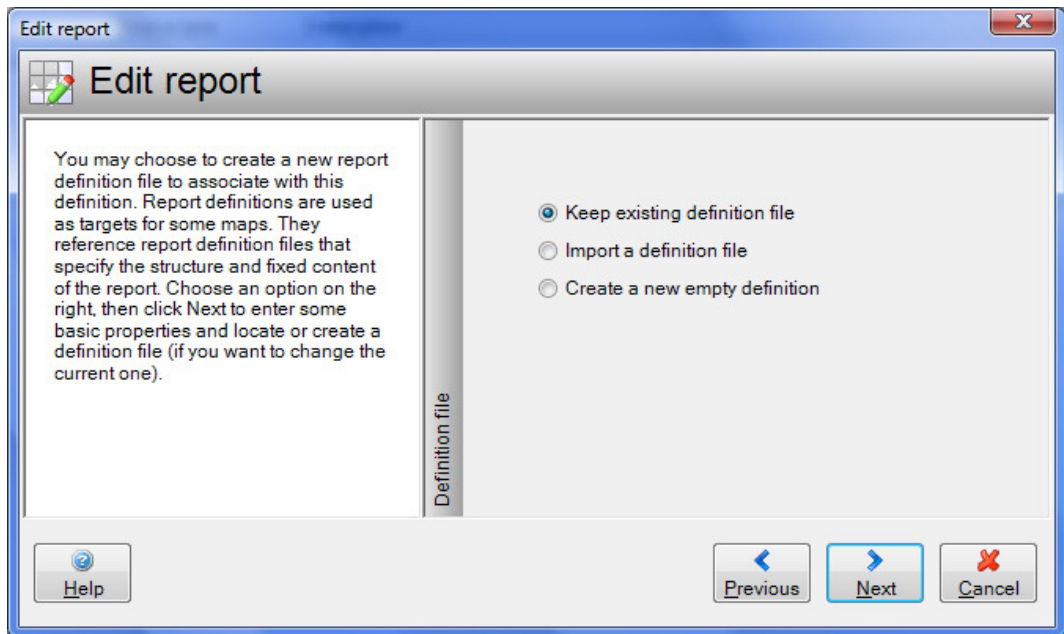 Edit report
Edit report
You may choose to create a new report
definition file to associate with this
definition. Report definitions are used
as targets for some maps. They
reference report definition files that
specify the structure and fixed content
of the report. Choose an option on the
right, then click Next to enter some
basic properties and locate or create a
definition file (if you want to change the
current one).
Definition file
Keep existing definition file
Import a definition file
Create a new empty definition
Help
Previous
Next
Cancel